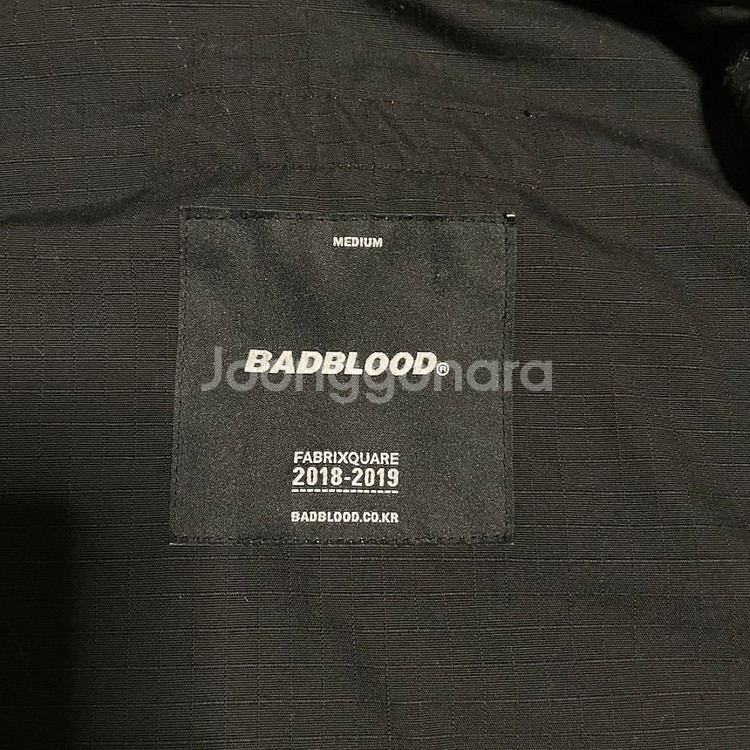 MEDIUM
BADBLOOD®
Joonggonara
FABRIXQUARE
2018-2019
BADBLOOD.CO.KR